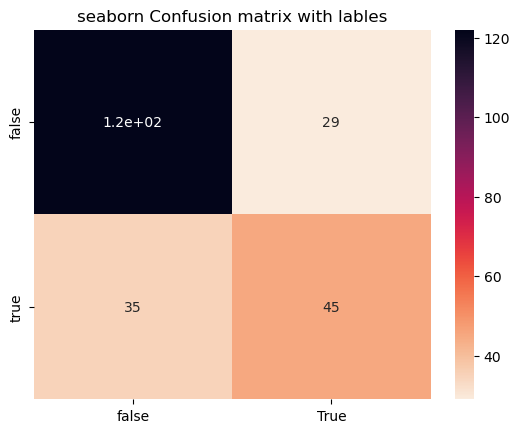 seaborn Confusion matrix with lables
false
1.2e+02
29
true
35
45
false
True
120
100
80
60
40